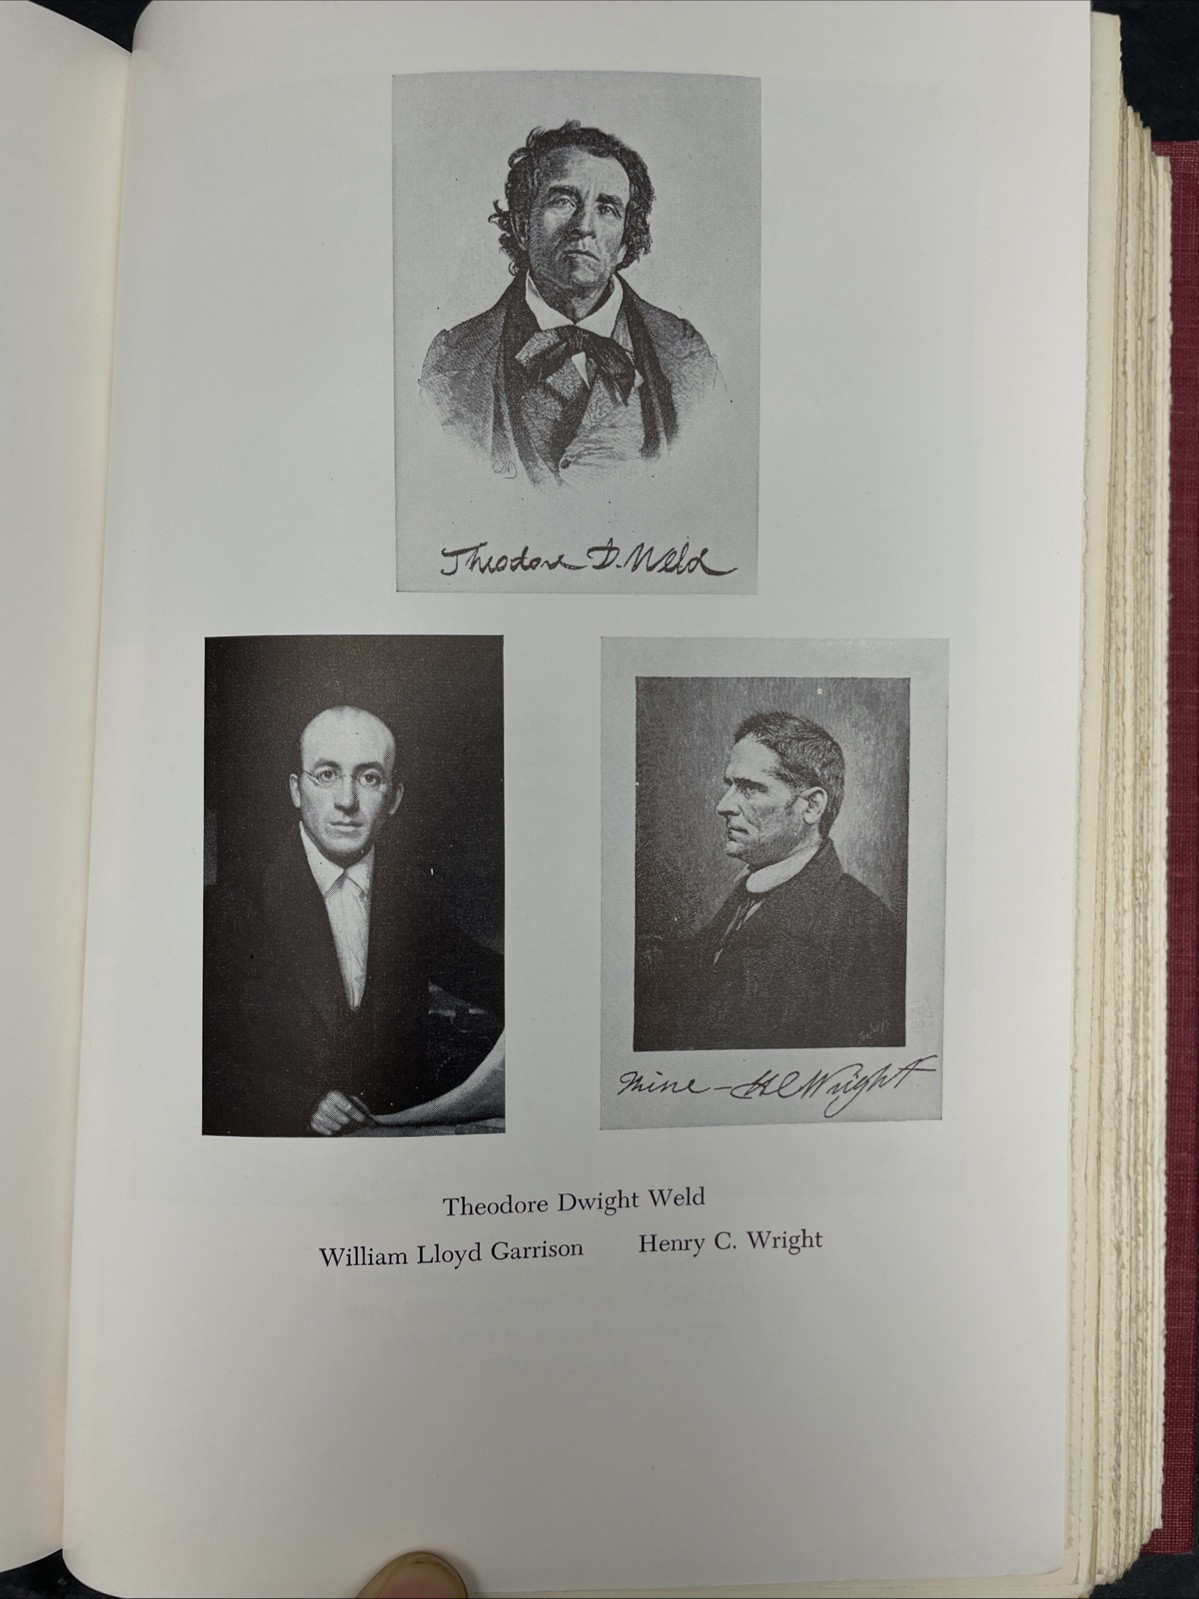 Theodore D. Weld
Mine - H C Wright
Theodore Dwight Weld
William Lloyd Garrison Henry C. Wright